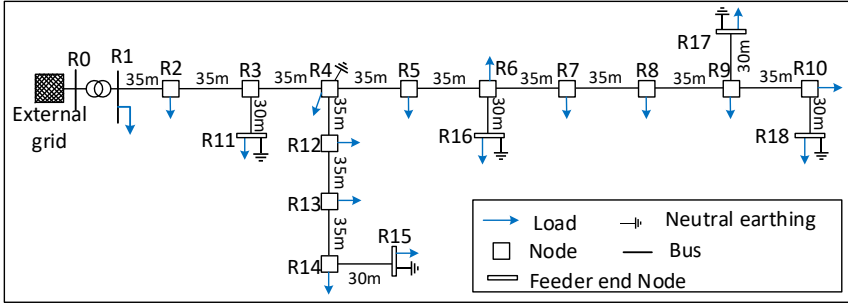 R0 R1
35m R2 35m R3 35m R4 35m R5 35m R6 35m R7 35m R8 35m R9 35m R10
R17
30m
External
grid
30m
R11
35m
R12
35m
R13
35m
R14
30m
R15
30m
R16
30m
R18
Load
Neutral earthing
Node
Bus
Feeder end Node